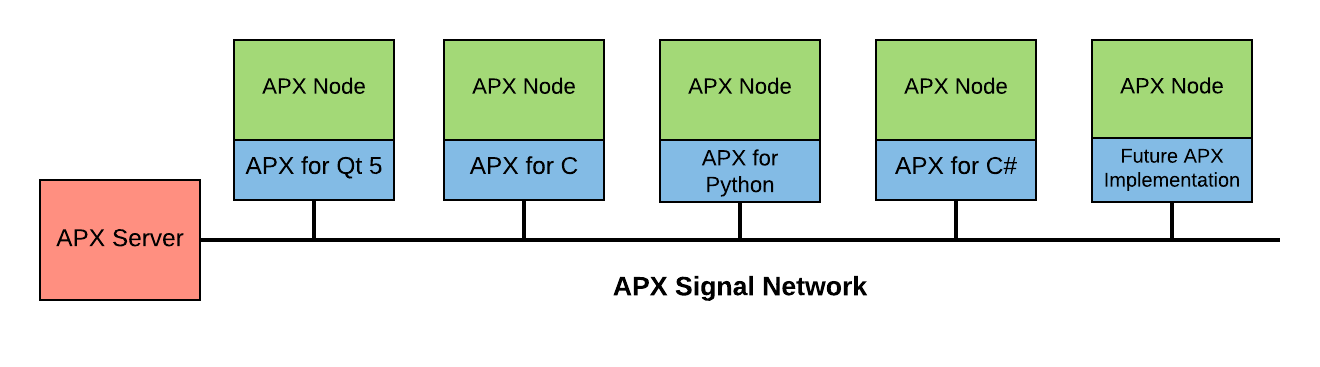 APX Node
APX Node
APX Node
APX Node
APX Node
APX for Qt 5
APX for C
APX for
Python
APX for C#
Future APX
Implementation
APX Server
APX Signal Network